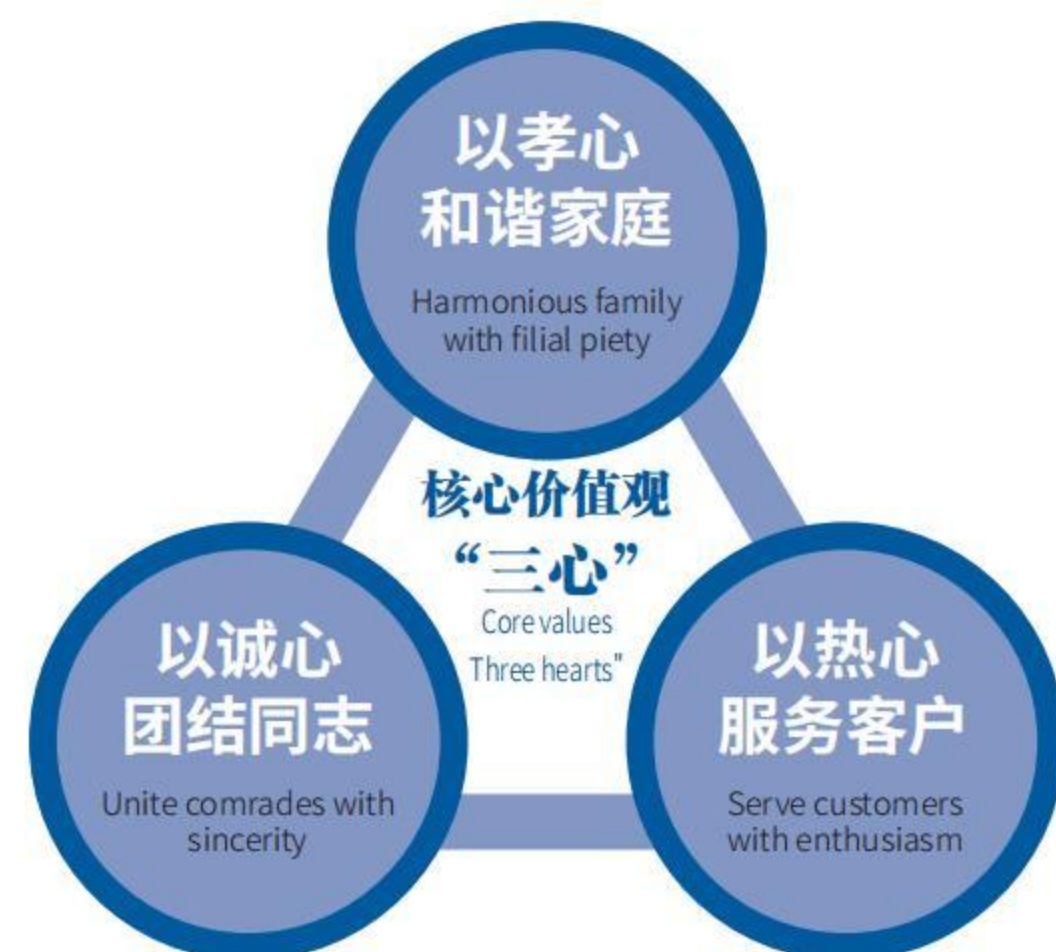 以孝心
和谐家庭
Harmonious family
with filial piety
核心价值观
“三心”
Core values
Three hearts"
以诚心
团结同志
Unite comrades with
sincerity
以热心
服务客户
Serve customers
with enthusiasm